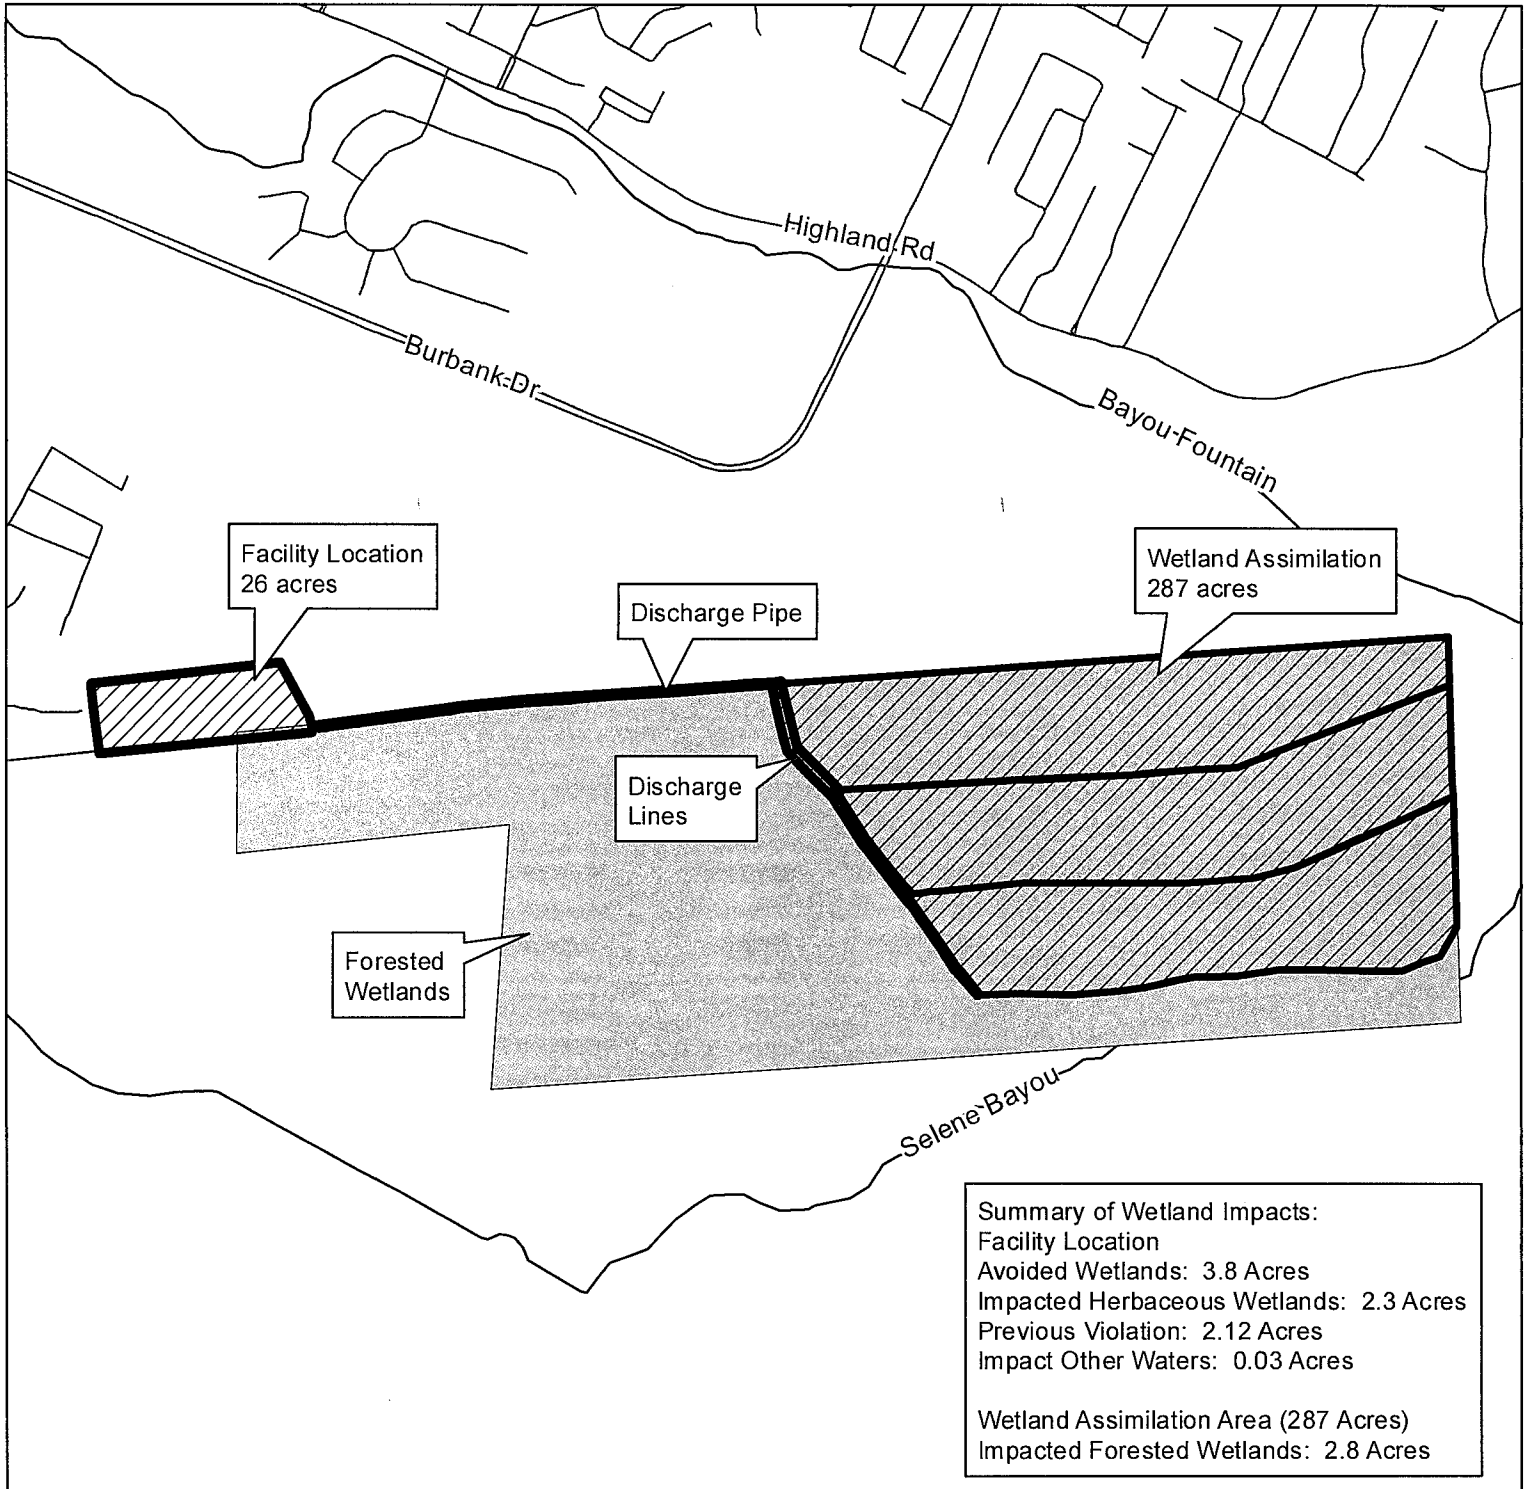 Highland Rd
Burbank Dr
Bayou Fountain
Facility Location
26 acres
Wetland Assimilation
287 acres
Discharge Pipe
Discharge
Lines
Forested
Wetlands
Selene Bayou
Summary of Wetland Impacts:
Facility Location
Avoided Wetlands: 3.8 Acres
Impacted Herbaceous Wetlands: 2.3 Acres
Previous Violation: 2.12 Acres
Impact Other Waters: 0.03 Acres
Wetland Assimilation Area (287 Acres)
Impacted Forested Wetlands: 2.8 Acres